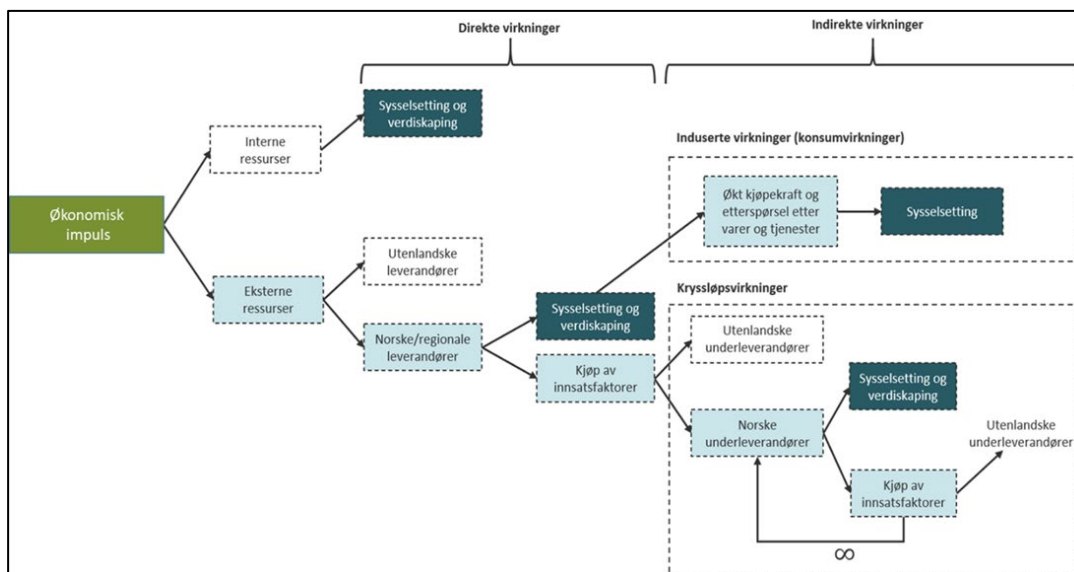 Direkte virkninger
Indirekte virkninger
Sysselsetting og
verdiskaping
Interne
ressurser
Induserte virkninger (konsumvirkninger)
Økonomisk
impuls
Økt kjøpekraft og
etterspørsel etter
varer og tjenester
Sysselsetting
Utenlandske
leverandører
Eksterne
ressurser
Kryssløpsvirkninger
Norske/regionale
leverandører
Sysselsetting og
verdiskaping
Kjøp av
innsatsfaktorer
Utenlandske
underleverandører
Sysselsetting og
verdiskaping
Norske
underleverandører
Utenlandske
underleverandører
Kjøp av
innsatsfaktorer
∞